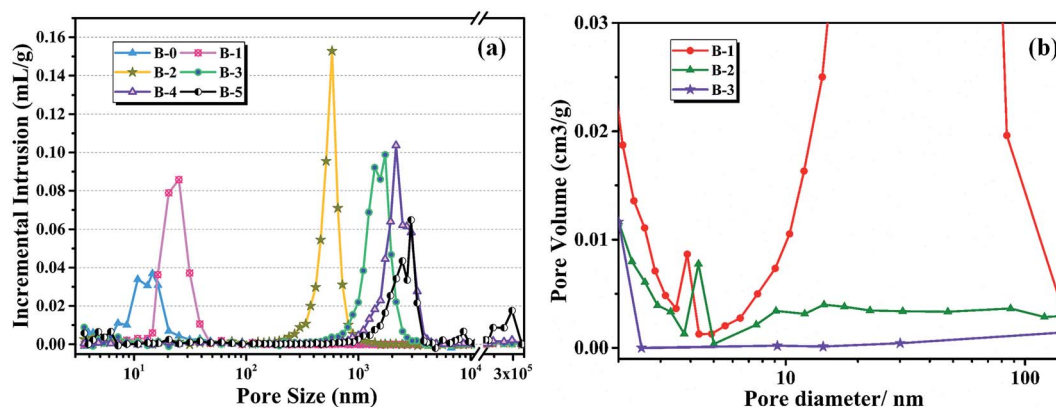 (a)
B-0 B-1
B-2 B-3
B-4 B-5
0.16
0.14
0.12
0.10
0.08
0.06
0.04
0.02
0.00
Incremental Intrusion (mL/g)
10¹ 10² 10³ 10⁴ 3x10⁵
Pore Size (nm)
(b)
B-1
B-2
B-3
0.03
0.02
0.01
0.00
Pore Volume (cm3/g)
10 100
Pore diameter/ nm